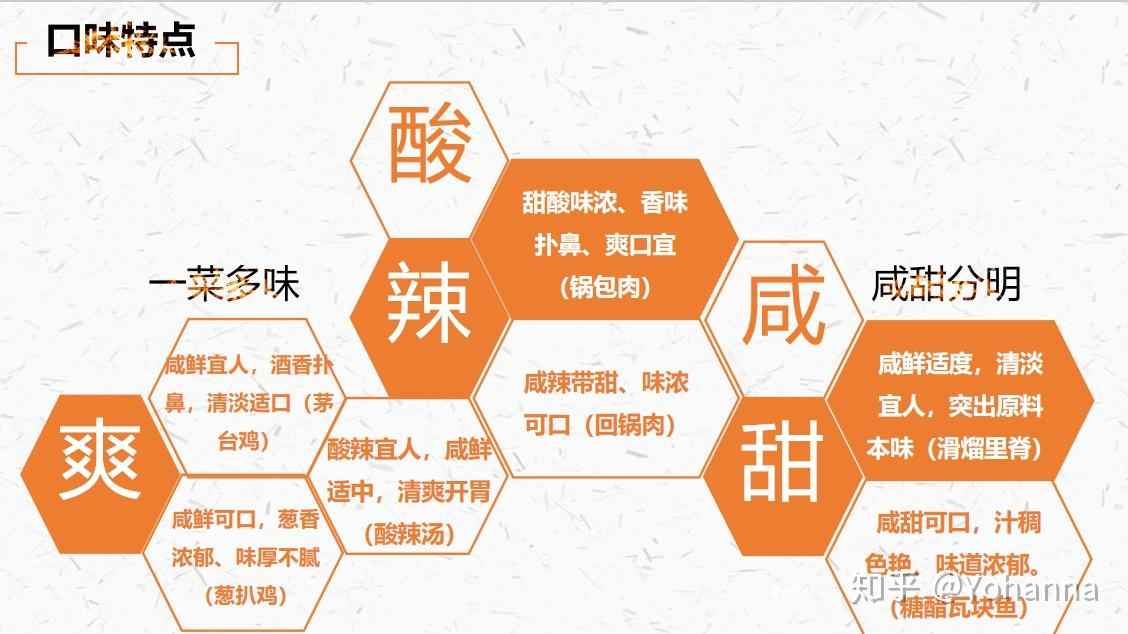 口味特点
酸
甜酸味浓、香味
扑鼻、爽口宜
（锅包肉）
辣
一菜多味
咸
咸甜分明
咸鲜宜人，酒香扑
鼻，清淡适口（茅
台鸡）
咸辣带甜、味浓
可口（回锅肉）
咸鲜适度，清淡
宜人，突出原料
本味（滑熘里脊）
爽
酸辣宜人，咸鲜
适中，清爽开胃
（酸辣汤）
甜
咸鲜可口，葱香
浓郁、味厚不腻
（葱扒鸡）
咸甜可口，汁稠
色艳，味道浓郁。
（糖醋瓦块鱼）
知乎 @Yohanna